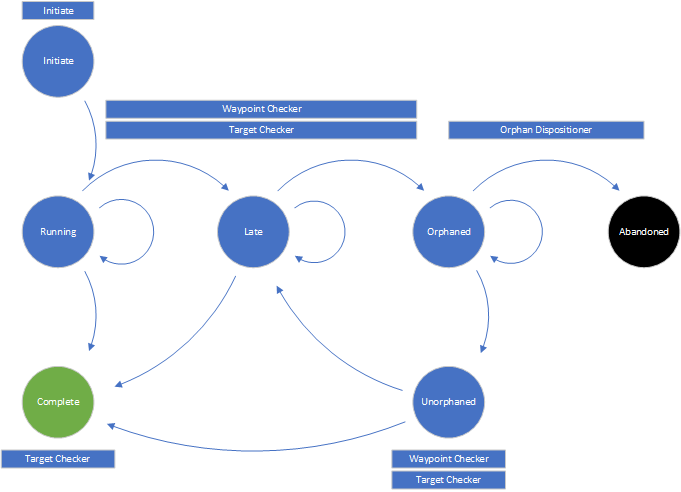 Initiate
Initiate
Waypoint Checker
Target Checker
Orphan Dispositioner
Running
Late
Orphaned
Abandoned
Complete
Unorphaned
Target Checker
Waypoint Checker
Target Checker